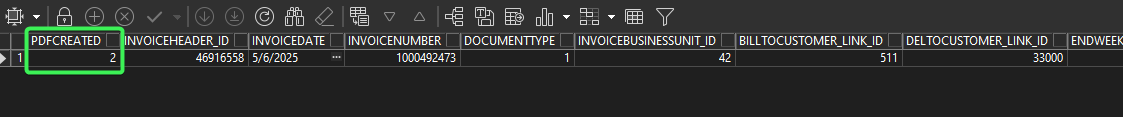 PDFCREATED INVOICEHEADER_ID INVOICEDATE INVOICENUMBER DOCUMENTTYPE INVOICEBUSINESSUNIT_ID BILLTOCUSTOMER_LINK_ID DELTOCUSTOMER_LINK_ID ENDWEEK
1 2 46916558 5/6/2025 ... 1000492473 1 42 511 33000